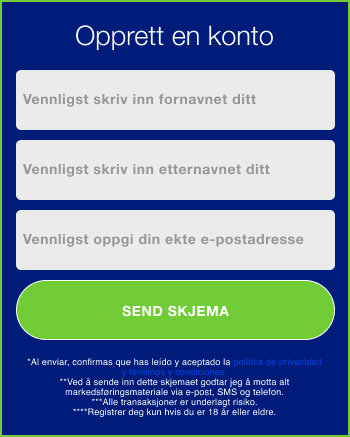 Opprett en konto
Vennligst skriv inn fornavnet ditt
Vennligst skriv inn etternavnet ditt
Vennligst oppgi din ekte e-postadresse
SEND SKJEMA
*Al enviar, confirmas que has leído y aceptado la política de privacidad
y términos y condiciones.
**Ved å sende inn dette skjemaet godtar jeg å motta alt
markedsføringsmateriale via e-post, SMS og telefon.
***Alle transaksjoner er underlagt risiko.
****Registrer deg kun hvis du er 18 år eller eldre.